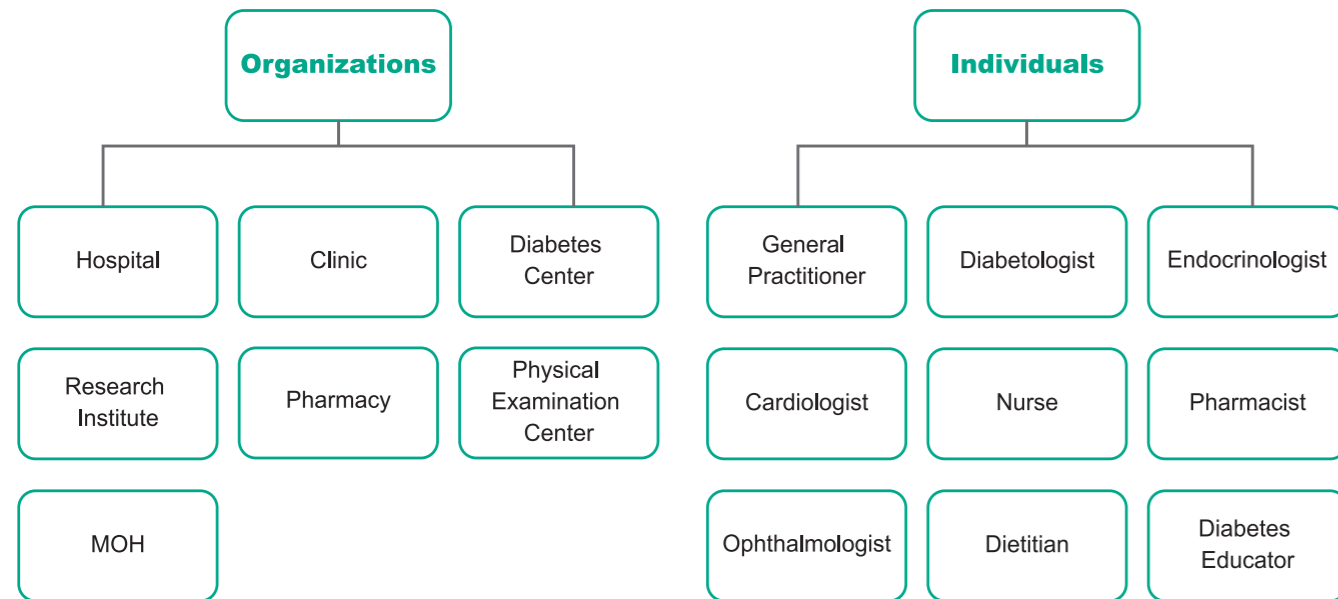 Organizations
Hospital
Clinic
Diabetes
Center
Research
Institute
Pharmacy
Physical
Examination
Center
MOH
Individuals
General
Practitioner
Diabetologist
Endocrinologist
Cardiologist
Nurse
Pharmacist
Ophthalmologist
Dietitian
Diabetes
Educator